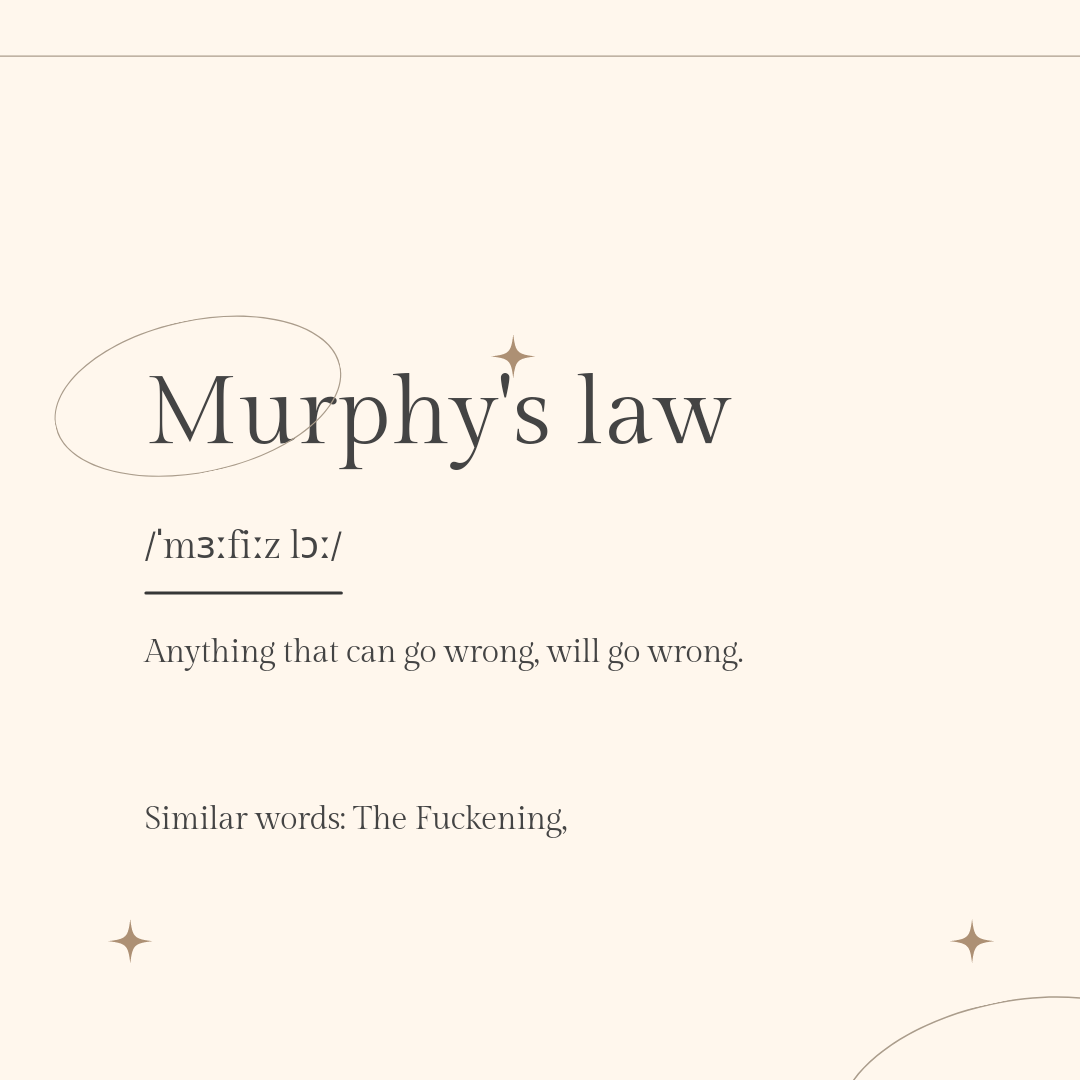 Murphy's law
/ˈmɜːfiːz lɔː/
Anything that can go wrong, will go wrong.
Similar words: The Fuckening,